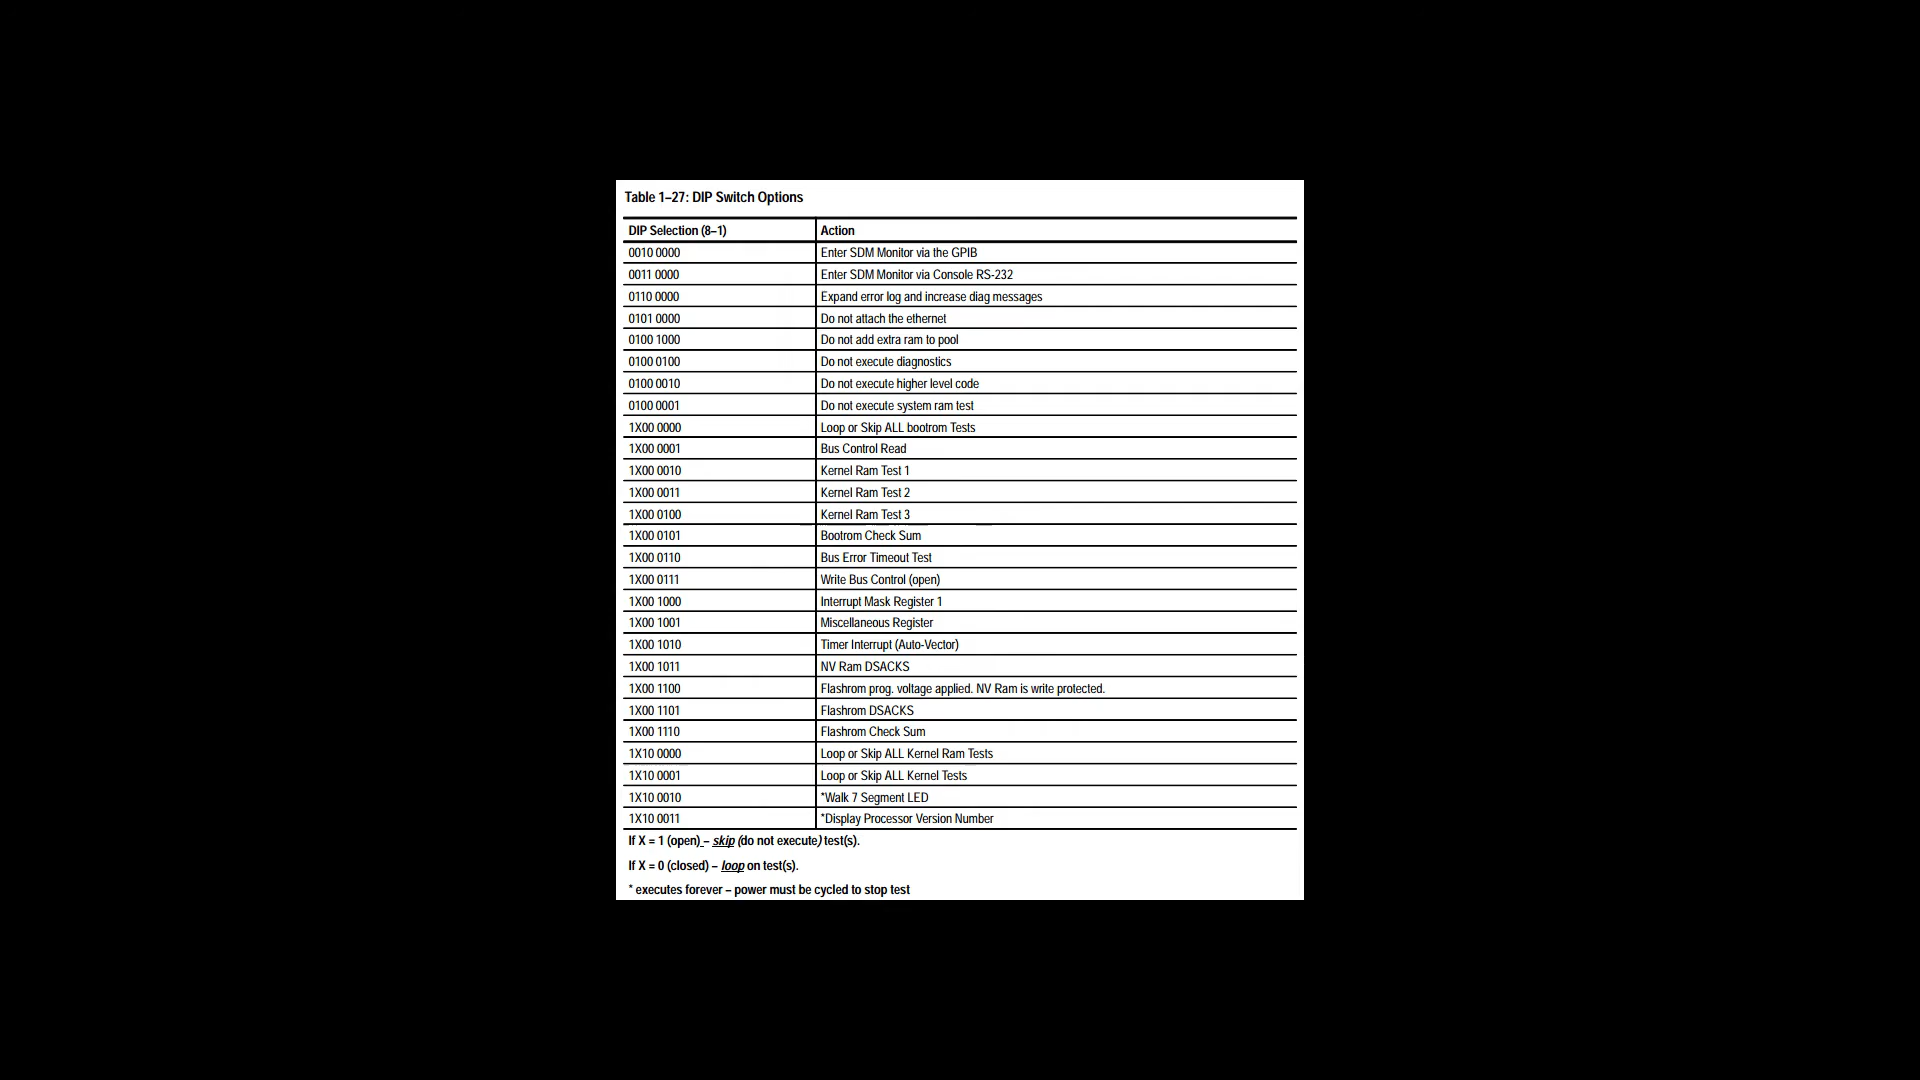 Table 1–27: DIP Switch Options
DIP Selection (8–1) Action
0010 0000 Enter SDM Monitor via the GPIB
0011 0000 Enter SDM Monitor via Console RS-232
0110 0000 Expand error log and increase diag messages
0101 0000 Do not attach the ethernet
0100 1000 Do not add extra ram to pool
0100 0100 Do not execute diagnostics
0100 0010 Do not execute higher level code
0100 0001 Do not execute system ram test
1X00 0000 Loop or Skip ALL bootrom Tests
1X00 0001 Bus Control Read
1X00 0010 Kernel Ram Test 1
1X00 0011 Kernel Ram Test 2
1X00 0100 Kernel Ram Test 3
1X00 0101 Bootrom Check Sum
1X00 0110 Bus Error Timeout Test
1X00 0111 Write Bus Control (open)
1X00 1000 Interrupt Mask Register 1
1X00 1001 Miscellaneous Register
1X00 1010 Timer Interrupt (Auto-Vector)
1X00 1011 NV Ram DSACKS
1X00 1100 Flashrom prog. voltage applied. NV Ram is write protected.
1X00 1101 Flashrom DSACKS
1X00 1110 Flashrom Check Sum
1X10 0000 Loop or Skip ALL Kernel Ram Tests
1X10 0001 Loop or Skip ALL Kernel Tests
1X10 0010 *Walk 7 Segment LED
1X10 0011 *Display Processor Version Number
If X = 1 (open) – skip (do not execute) test(s).
If X = 0 (closed) – loop on test(s).
* executes forever – power must be cycled to stop test